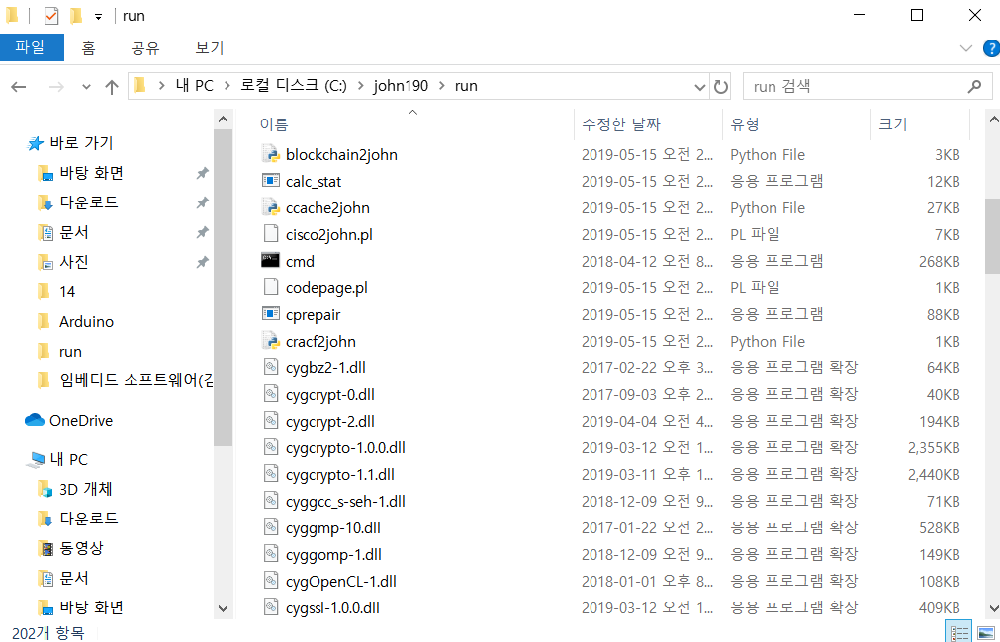 run
파일 홈 공유 보기
내 PC 로컬 디스크 (C:) john190 run
run 검색
바로 가기
바탕 화면
다운로드
문서
사진
14
Arduino
run
임베디드 소프트웨어(김
OneDrive
내 PC
3D 개체
다운로드
동영상
문서
바탕 화면
이름 수정한 날짜 유형 크기
blockchain2john 2019-05-15 오전 2... Python File 3KB
calc_stat 2019-05-15 오전 2... 응용 프로그램 12KB
ccache2john 2019-05-15 오전 2... Python File 27KB
cisco2john.pl 2019-05-15 오전 2... PL 파일 7KB
cmd 2018-04-12 오전 8... 응용 프로그램 268KB
codepage.pl 2019-05-15 오전 2... PL 파일 1KB
cprepair 2019-05-15 오전 2... 응용 프로그램 88KB
cracf2john 2019-05-15 오전 2... Python File 1KB
cygbz2-1.dll 2017-02-22 오후 3... 응용 프로그램 확장 64KB
cygcrypt-0.dll 2017-09-03 오후 2... 응용 프로그램 확장 40KB
cygcrypt-2.dll 2019-04-04 오전 4... 응용 프로그램 확장 194KB
cygcrypto-1.0.0.dll 2019-03-12 오전 1... 응용 프로그램 확장 2,355KB
cygcrypto-1.1.dll 2019-03-11 오후 1... 응용 프로그램 확장 2,440KB
cyggcc_s-seh-1.dll 2018-12-09 오전 9... 응용 프로그램 확장 71KB
cyggmp-10.dll 2017-01-22 오전 2... 응용 프로그램 확장 528KB
cyggomp-1.dll 2018-12-09 오전 9... 응용 프로그램 확장 149KB
cygOpenCL-1.dll 2018-01-01 오후 8... 응용 프로그램 확장 108KB
cygssl-1.0.0.dll 2019-03-12 오전 1... 응용 프로그램 확장 409KB
202개 항목